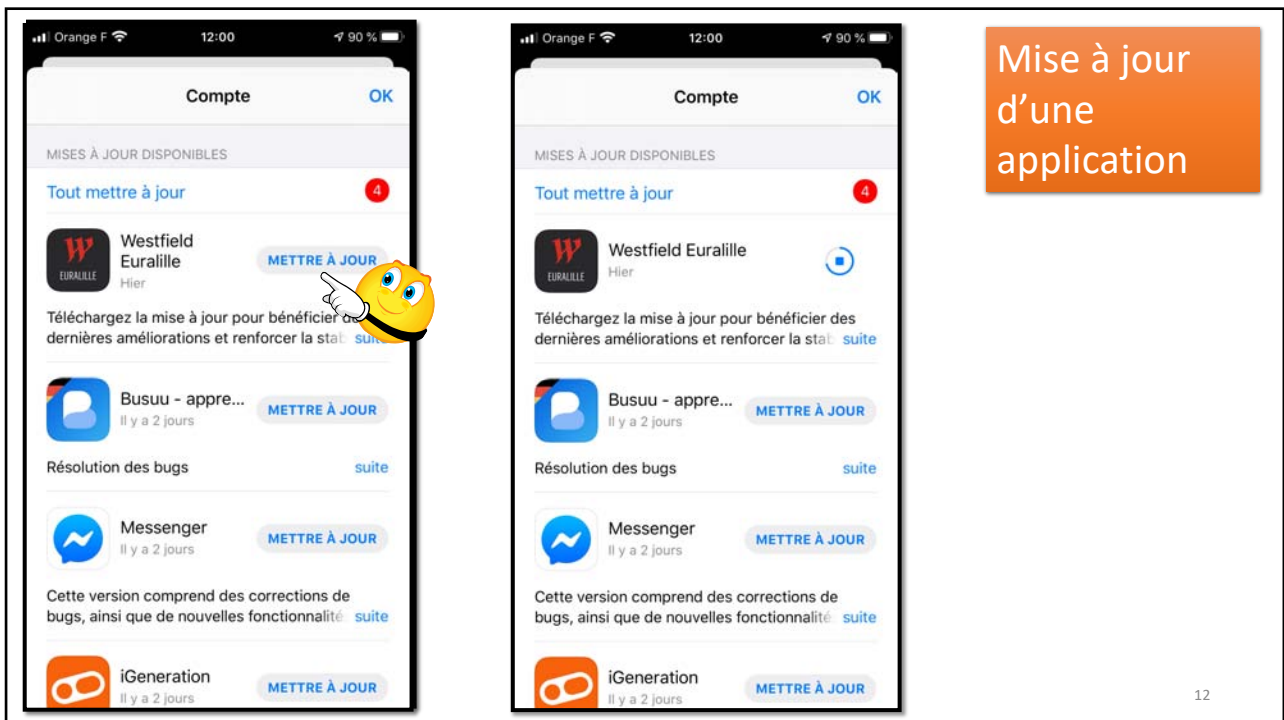 Orange F 12:00 90 %
Compte OK
MISES À JOUR DISPONIBLES
Tout mettre à jour 4
W
EURALILLE
Westfield
Euralille
METTRE À JOUR
Hier
Téléchargez la mise à jour pour bénéficier
dernières améliorations et renforcer la stab
Busuu - appre...
Il y a 2 jours
METTRE À JOUR
Résolution des bugs suite
Messenger
Il y a 2 jours
METTRE À JOUR
Cette version comprend des corrections de
bugs, ainsi que de nouvelles fonctionnalité suite
iGeneration
Il y a 2 jours
METTRE À JOUR
Orange F 12:00 90 %
Compte OK
MISES À JOUR DISPONIBLES
Tout mettre à jour 4
W
EURALILLE
Westfield Euralille
Hier
Téléchargez la mise à jour pour bénéficier des
dernières améliorations et renforcer la stab suite
Busuu - appre...
Il y a 2 jours
METTRE À JOUR
Résolution des bugs suite
Messenger
Il y a 2 jours
METTRE À JOUR
Cette version comprend des corrections de
bugs, ainsi que de nouvelles fonctionnalité suite
iGeneration
Il y a 2 jours
METTRE À JOUR
Mise à jour
d'une
application
12